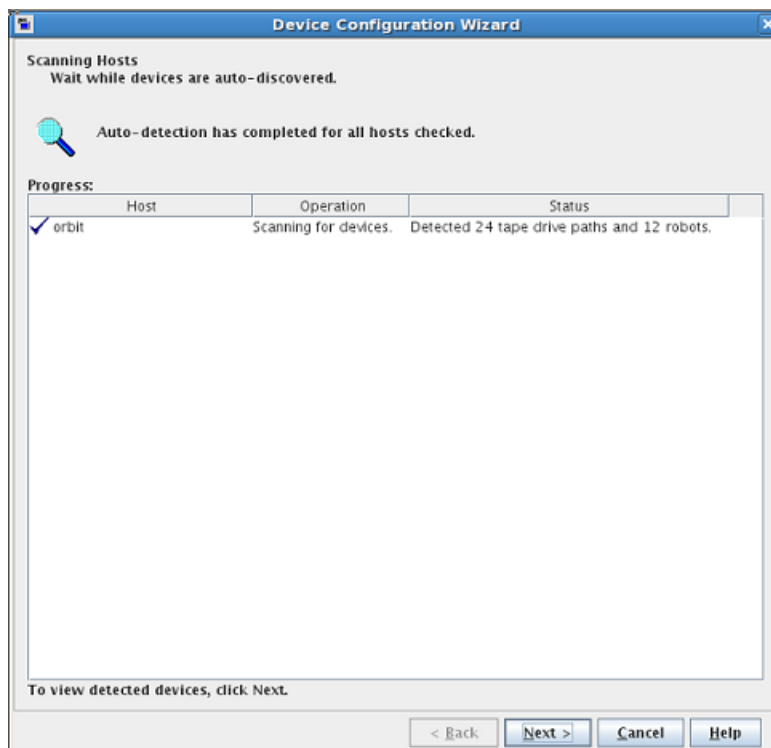 Device Configuration Wizard
Scanning Hosts
Wait while devices are auto-discovered.
Auto-detection has completed for all hosts checked.
Progress:
Host Operation Status
orbit Scanning for devices. Detected 24 tape drive paths and 12 robots.
To view detected devices, click Next.
< Back Next > Cancel Help